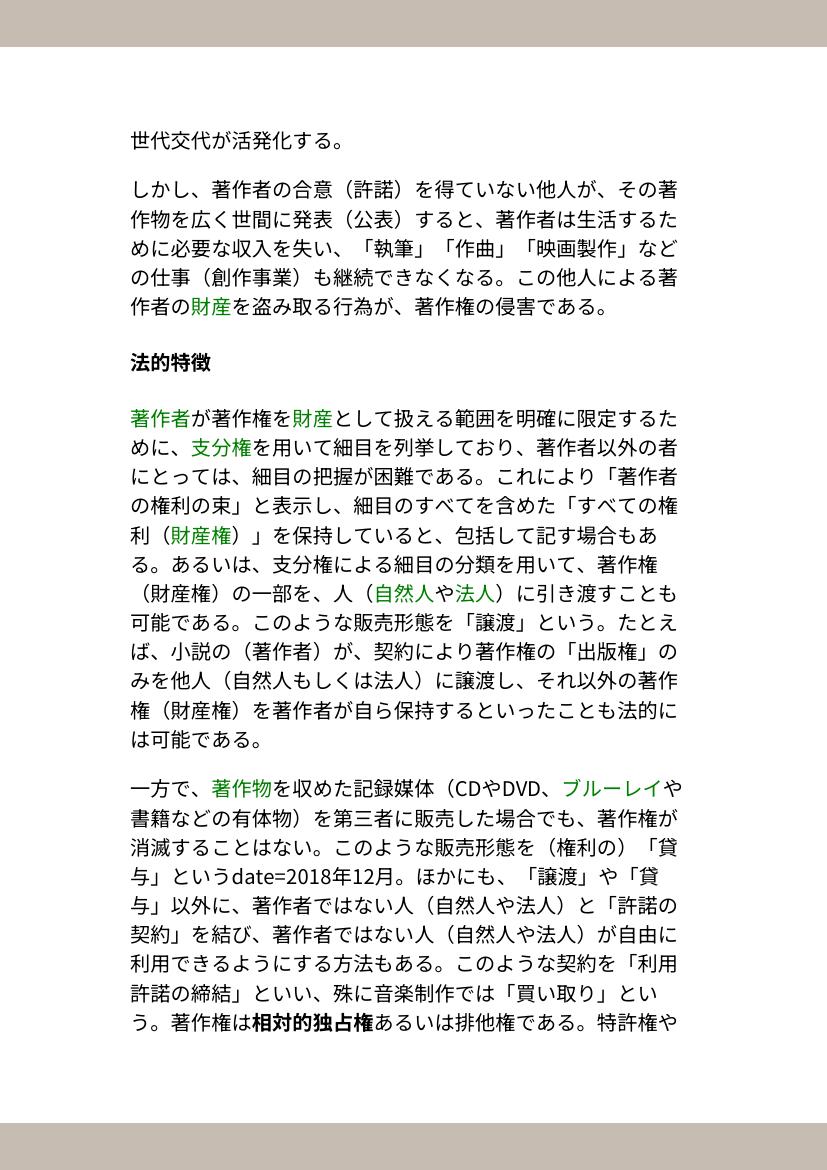 世代交代が活発化する。
しかし、著作者の合意（許諾）を得ていない他人が、その著
作物を広く世間に発表（公表）すると、著作者は生活するた
めに必要な収入を失い、「執筆」「作曲」「映画製作」など
の仕事（創作事業）も継続できなくなる。この他人による著
作者の財産を盗み取る行為が、著作権の侵害である。
法的特徴
著作者が著作権を財産として扱える範囲を明確に限定するた
めに、支分権を用いて細目を列挙しており、著作者以外の者
にとっては、細目の把握が困難である。これにより「著作者
の権利の束」と表示し、細目のすべてを含めた「すべての権
利（財産権）」を保持していると、包括して記す場合もあ
る。あるいは、支分権による細目の分類を用いて、著作権
（財産権）の一部を、人（自然人や法人）に引き渡すことも
可能である。このような販売形態を「譲渡」という。たとえ
ば、小説の（著作者）が、契約により著作権の「出版権」の
みを他人（自然人もしくは法人）に譲渡し、それ以外の著作
権（財産権）を著作者が自ら保持するといったことも法的に
は可能である。
一方で、著作物を収めた記録媒体（CDやDVD、ブルーレイや
書籍などの有体物）を第三者に販売した場合でも、著作権が
消滅することはない。このような販売形態を（権利の）「貸
与」というdate=2018年12月。ほかにも、「譲渡」や「貸
与」以外に、著作者ではない人（自然人や法人）と「許諾の
契約」を結び、著作者ではない人（自然人や法人）が自由に
利用できるようにする方法もある。このような契約を「利用
許諾の締結」といい、殊に音楽制作では「買い取り」とい
う。著作権は相対的独占権あるいは排他権である。特許権や